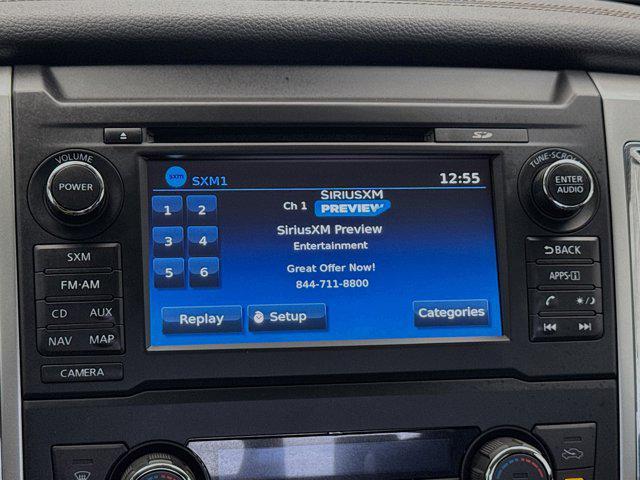 SD
VOLUME
POWER
TUNE·SCROLL
ENTER
AUDIO
sxm SXM1 12:55
1 2
3 4
5 6
Ch 1
SIRIUSXM
PREVIEW
SiriusXM Preview
Entertainment
Great Offer Now!
844-711-8800
Replay Setup Categories
SXM
FM·AM
CD AUX
NAV MAP
CAMERA
BACK
APPS·i